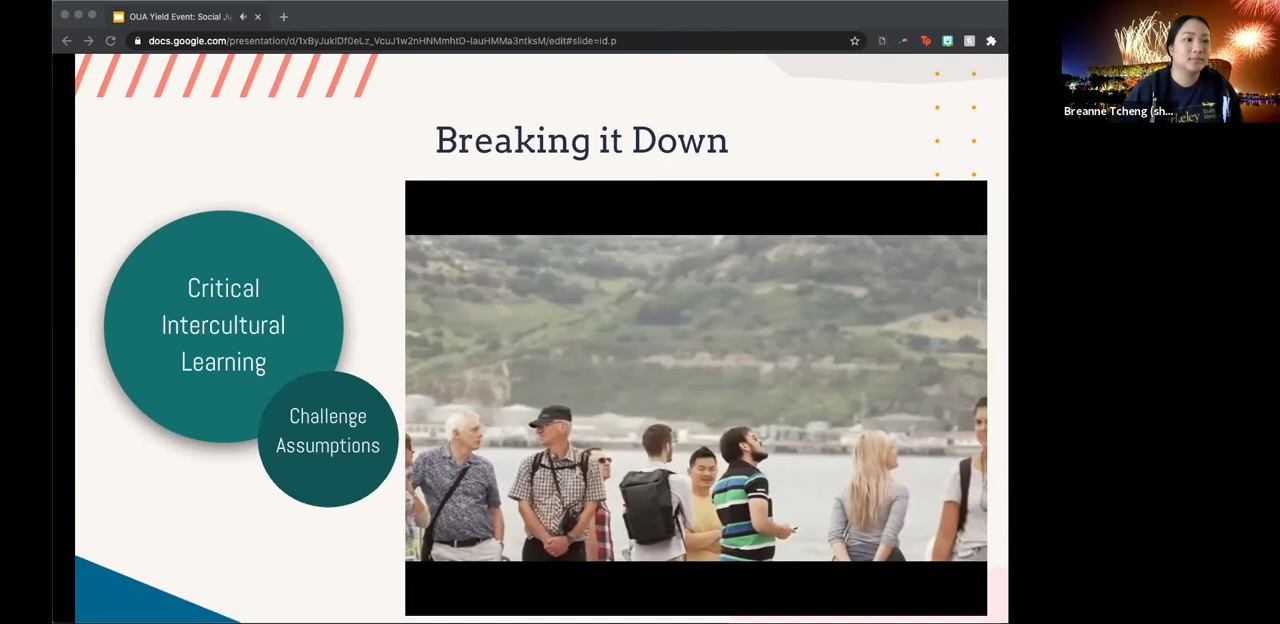 OUA Yield Event: Social Ju
docs.google.com/presentation/d/1xByJukIDf0eLz_VcuJ1w2nHNMmhtD-IauHMMa3ntksM/edit#slide=id.p
Breaking it Down
Critical
Intercultural
Learning
Challenge
Assumptions
Breanne Tcheng (sh...